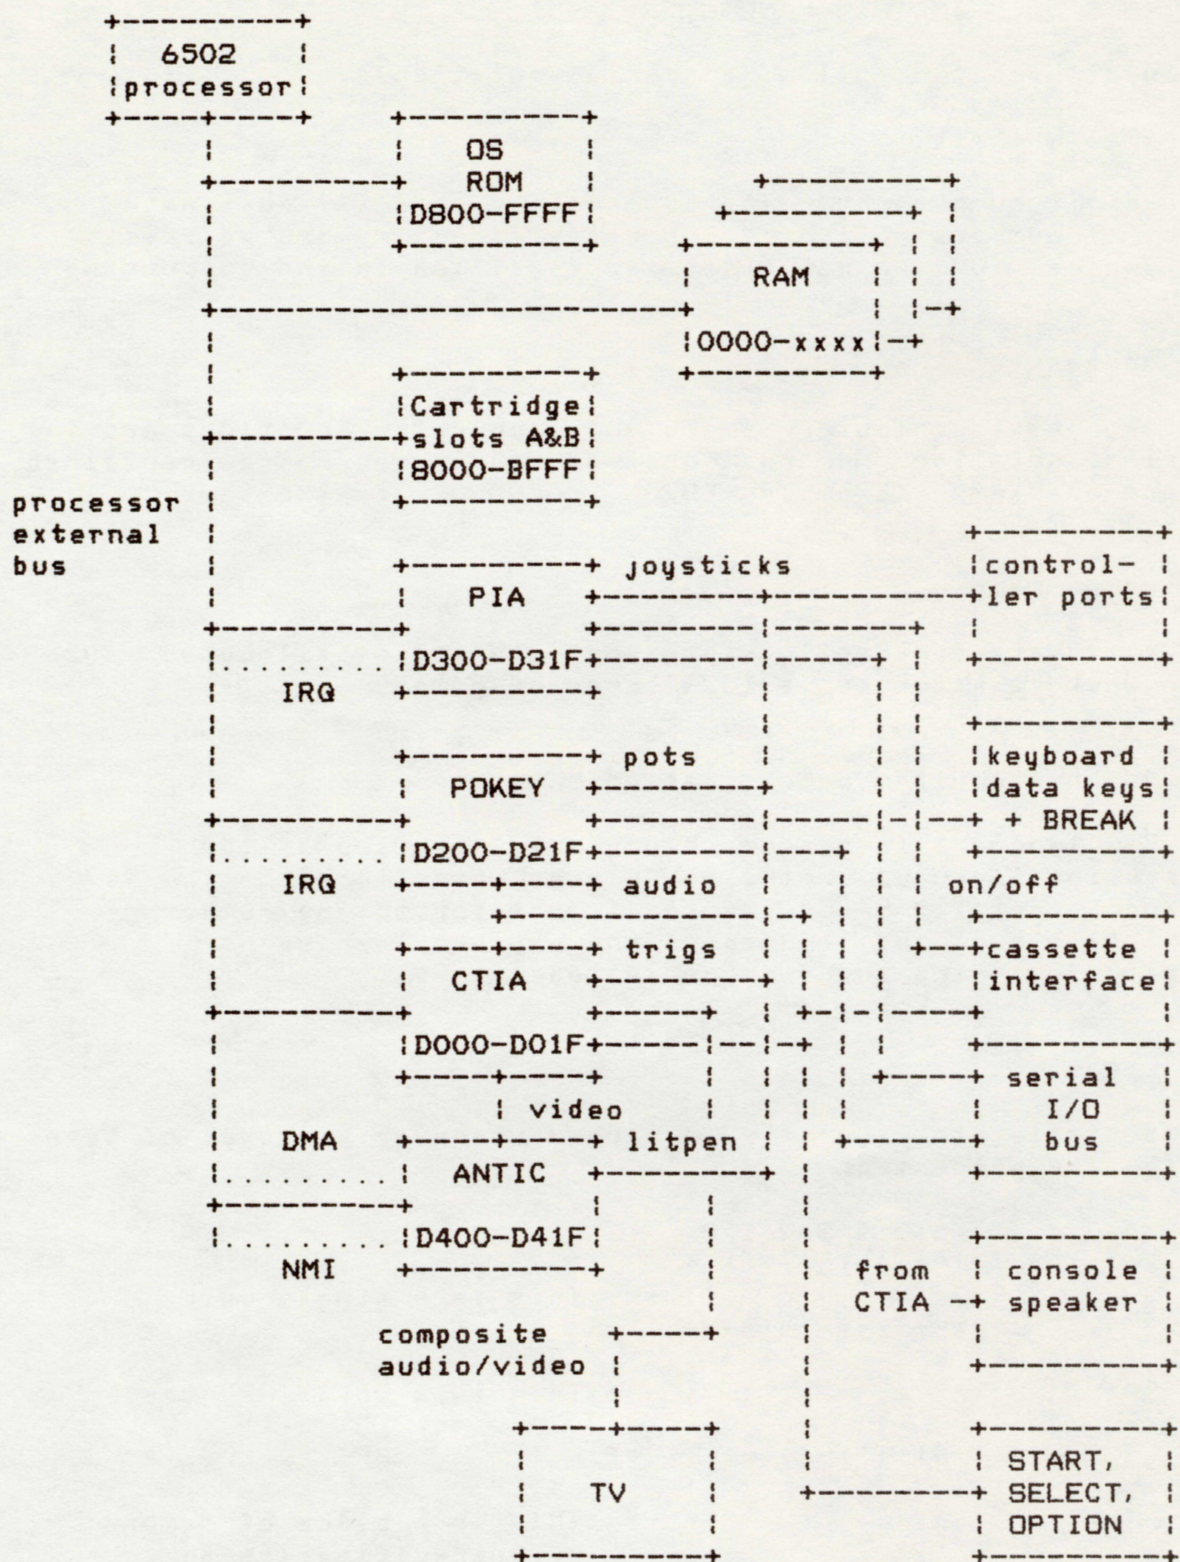 6502
processor
OS
ROM
D800-FFFF
RAM
0000-xxxx
Cartridge
slots A&B
8000-BFFF
processor
external
bus
joysticks
control-
PIA
ler ports
D300-D31F
IRQ
pots
keyboard
POKEY
data keys
+ BREAK
D200-D21F
IRQ
audio
on/off
trigs
cassette
CTIA
interface
D000-D01F
serial
video
I/O
DMA
litpen
bus
ANTIC
D400-D41F
NMI
from
console
CTIA
speaker
composite
audio/video
START,
TV
SELECT,
OPTION